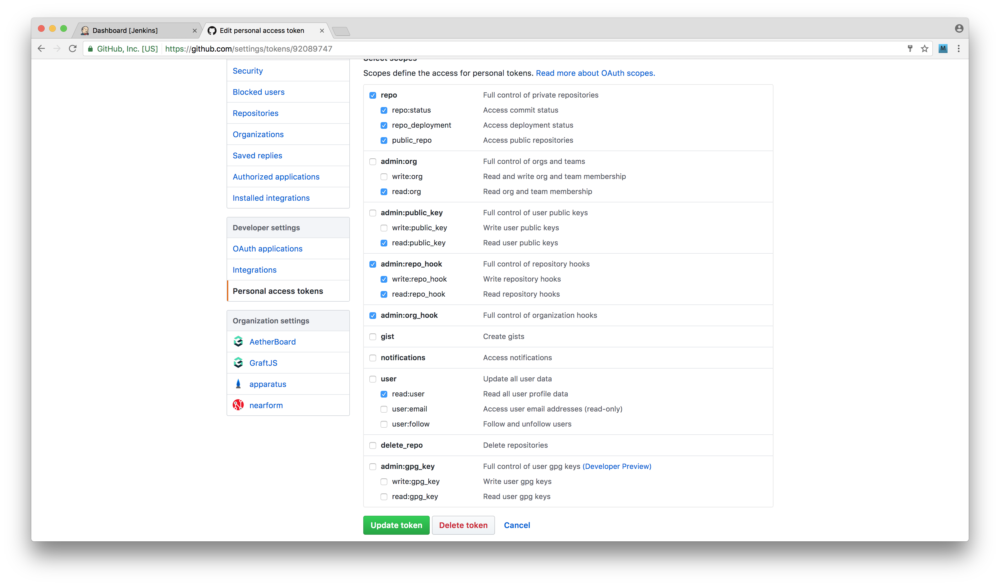 Dashboard [Jenkins]
Edit personal access token
GitHub, Inc. [US]
https://github.com/settings/tokens/92089747
M
Security
Blocked users
Repositories
Organizations
Saved replies
Authorized applications
Installed integrations
Developer settings
OAuth applications
Integrations
Personal access tokens
Organization settings
AetherBoard
GraftJS
apparatus
nearform
Select scopes
Scopes define the access for personal tokens. Read more about OAuth scopes.
repo Full control of private repositories
repo:status Access commit status
repo_deployment Access deployment status
public_repo Access public repositories
admin:org Full control of orgs and teams
write:org Read and write org and team membership
read:org Read org and team membership
admin:public_key Full control of user public keys
write:public_key Write user public keys
read:public_key Read user public keys
admin:repo_hook Full control of repository hooks
write:repo_hook Write repository hooks
read:repo_hook Read repository hooks
admin:org_hook Full control of organization hooks
gist Create gists
notifications Access notifications
user Update all user data
read:user Read all user profile data
user:email Access user email addresses (read-only)
user:follow Follow and unfollow users
delete_repo Delete repositories
admin:gpg_key Full control of user gpg keys (Developer Preview)
write:gpg_key Write user gpg keys
read:gpg_key Read user gpg keys
Update token
Delete token
Cancel